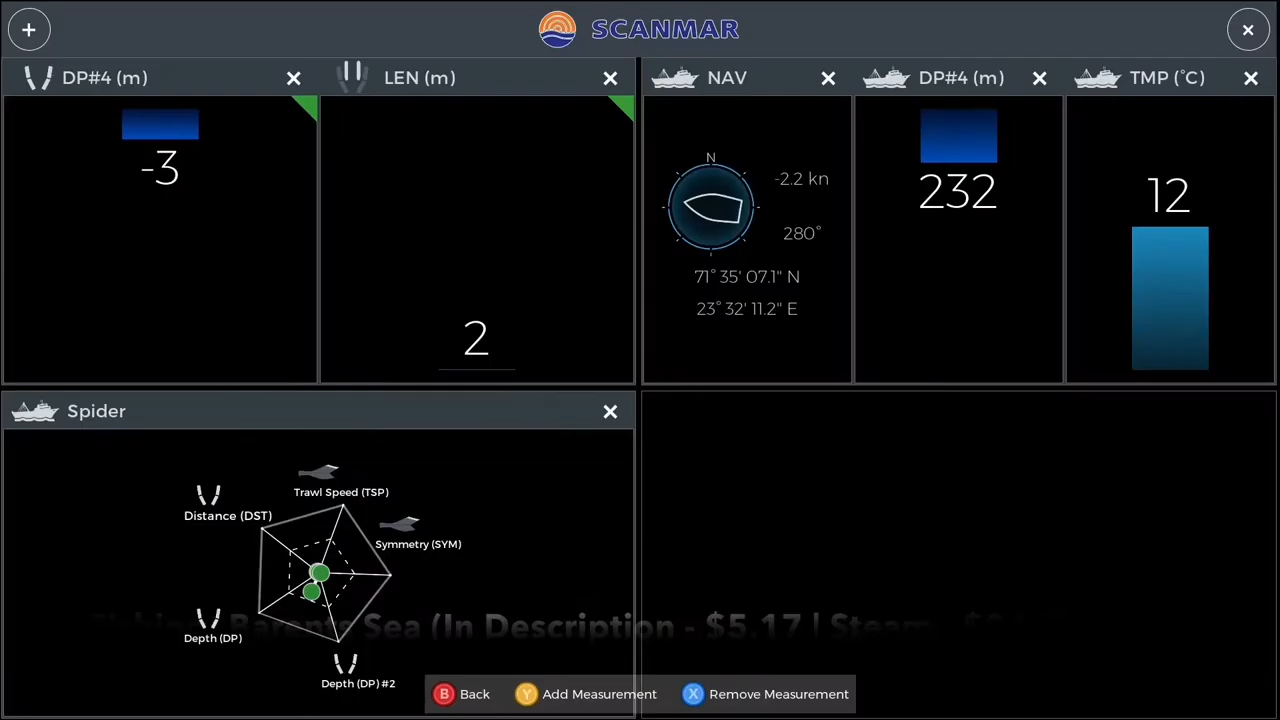 SCANMAR
DP#4 (m)
LEN (m)
NAV
DP#4 (m)
TMP (°C)
-3
2
N
-2.2 kn
280°
71° 35' 07.1" N
23° 32' 11.2" E
232
12
Spider
Trawl Speed (TSP)
Distance (DST)
Symmetry (SYM)
Depth (DP)
Depth (DP) #2
Barents Sea (In Description - $5.17 | Steam
B Back
Y Add Measurement
X Remove Measurement